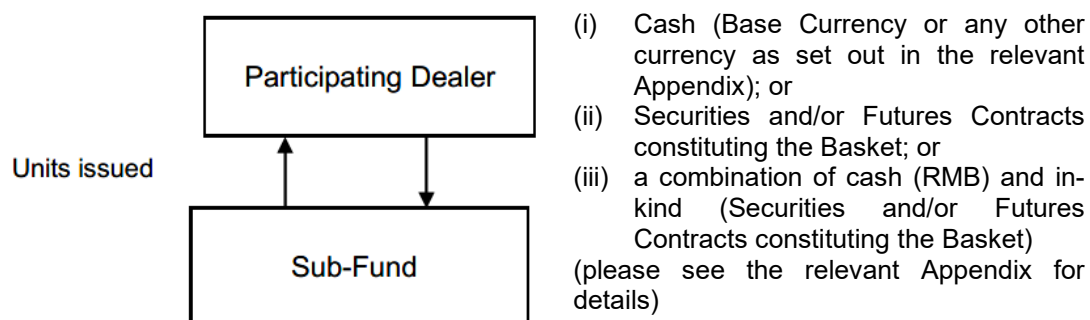 Participating Dealer
Units issued
Sub-Fund
(i) Cash (Base Currency or any other
currency as set out in the relevant
Appendix); or
(ii) Securities and/or Futures Contracts
constituting the Basket; or
(iii) a combination of cash (RMB) and in-
kind (Securities and/or Futures
Contracts constituting the Basket)
(please see the relevant Appendix for
details)